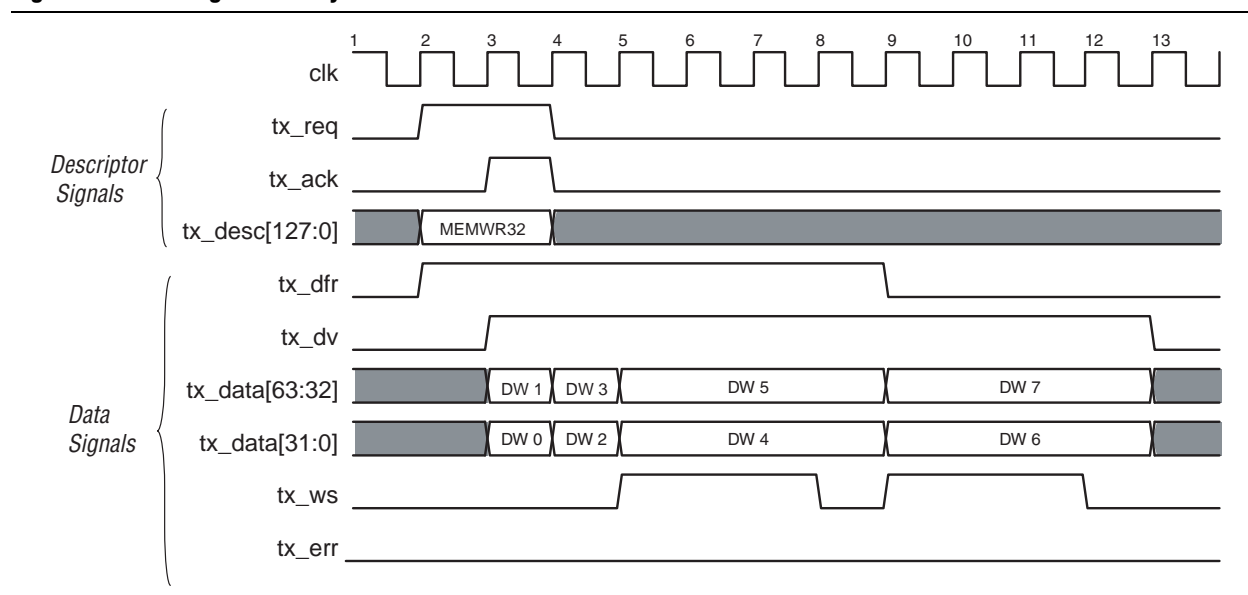 1 2 3 4 5 6 7 8 9 10 11 12 13
clk
Descriptor
Signals
tx_req
tx_ack
tx_desc[127:0] MEMWR32
Data
Signals
tx_dfr
tx_dv
tx_data[63:32] DW 1 DW 3 DW 5 DW 7
tx_data[31:0] DW 0 DW 2 DW 4 DW 6
tx_ws
tx_err